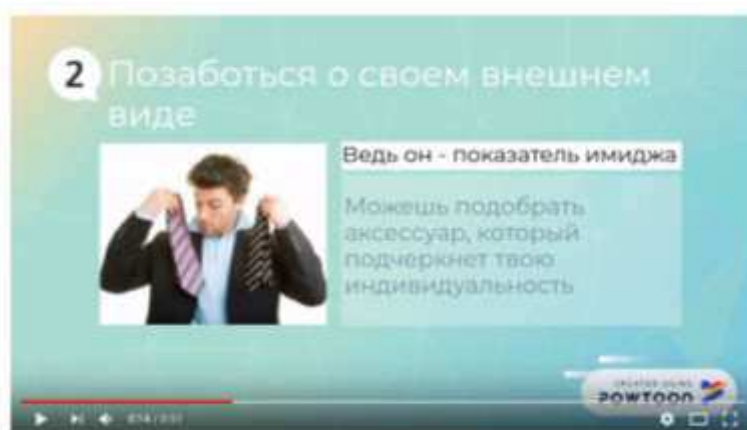 2
Позаботься о своем внешнем
виде
Ведь он - показатель имиджа
Можешь подобрать
аксессуар, который
подчеркнет твою
индивидуальность
POWTOON